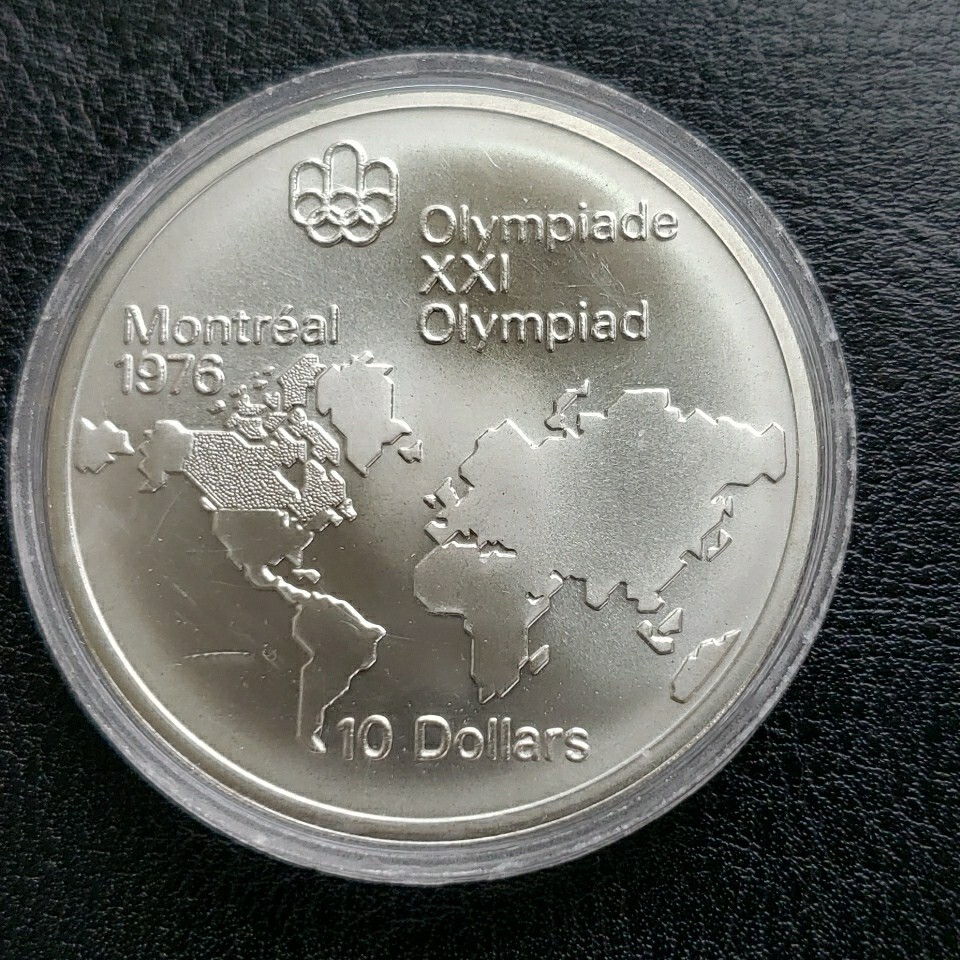 Olympiade
XXI
Olympiad
Montréal
1976
10 Dollars